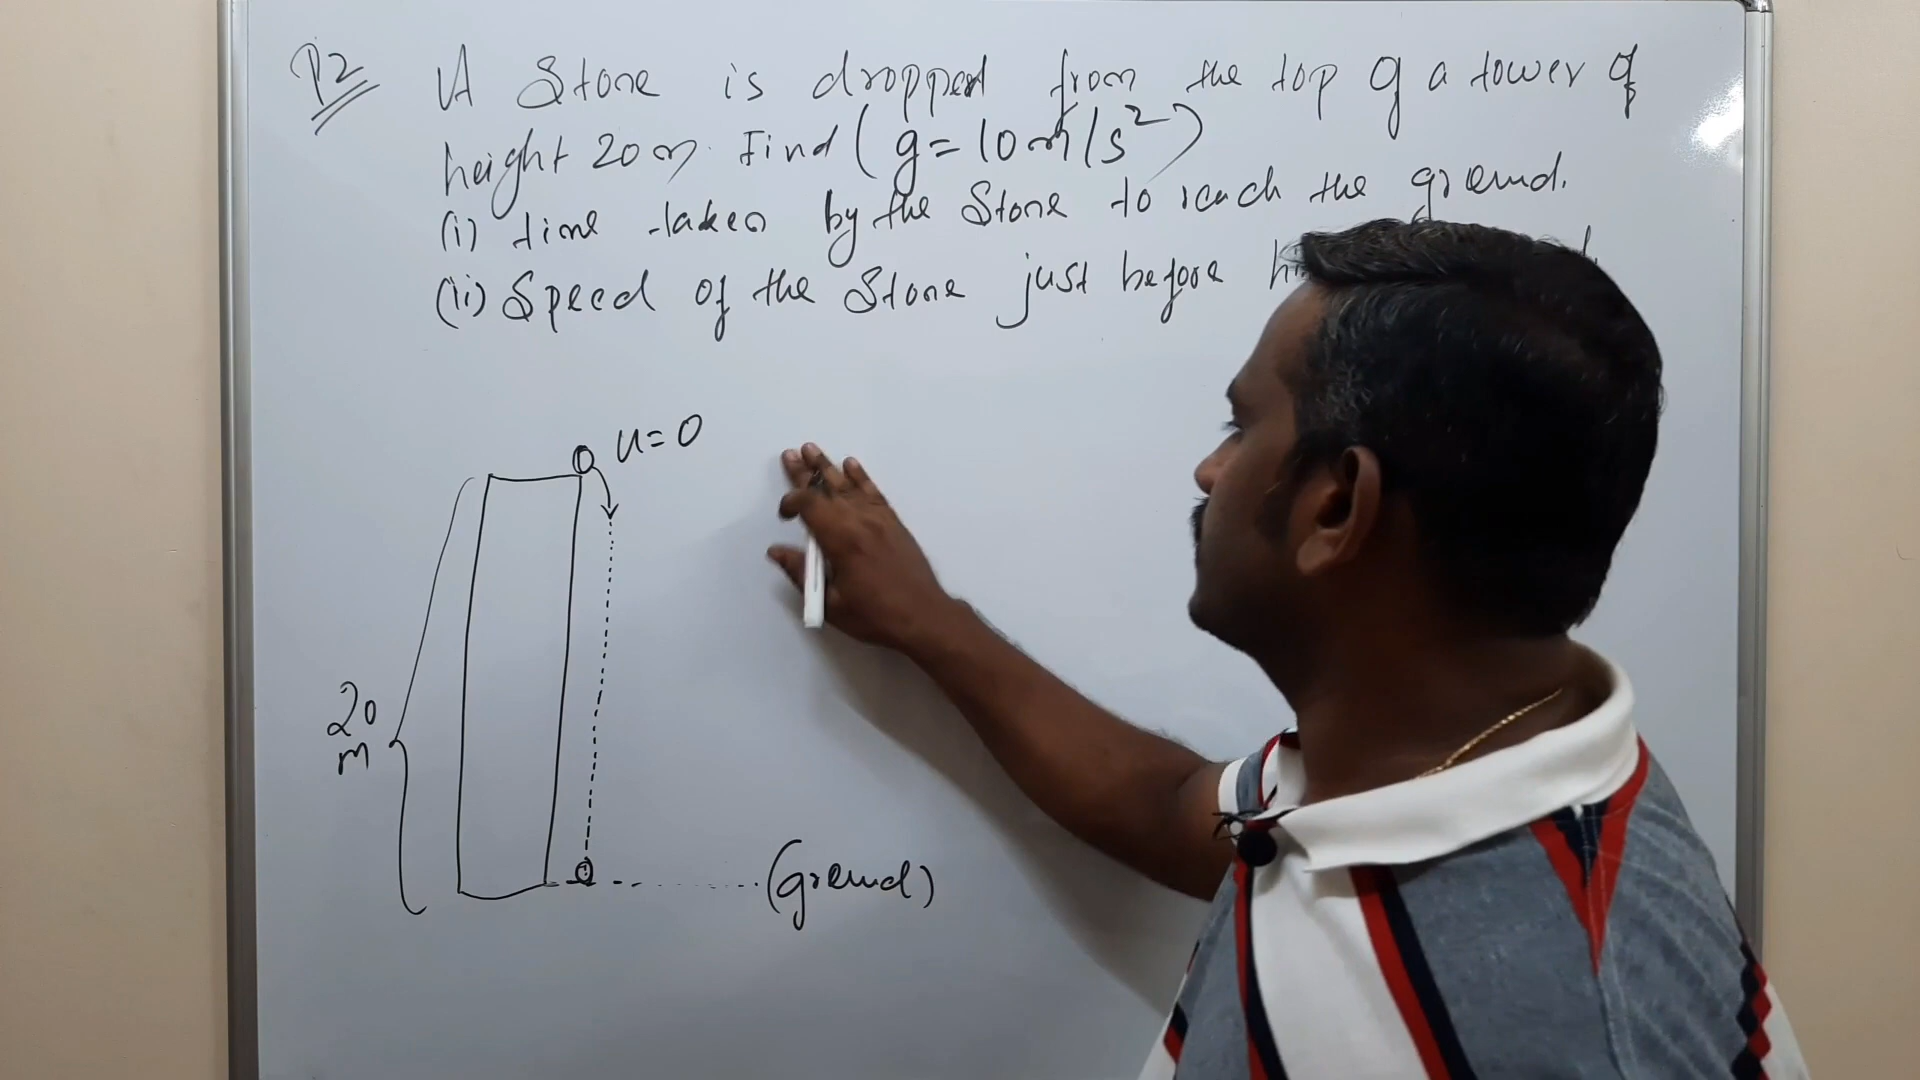 P2
A Stone is dropped from the top of a tower of
height 20m. Find (g=10m/s²)
(i) time taken by the Stone to reach the ground.
(ii) Speed of the Stone just before
u=0
20
m
(ground)